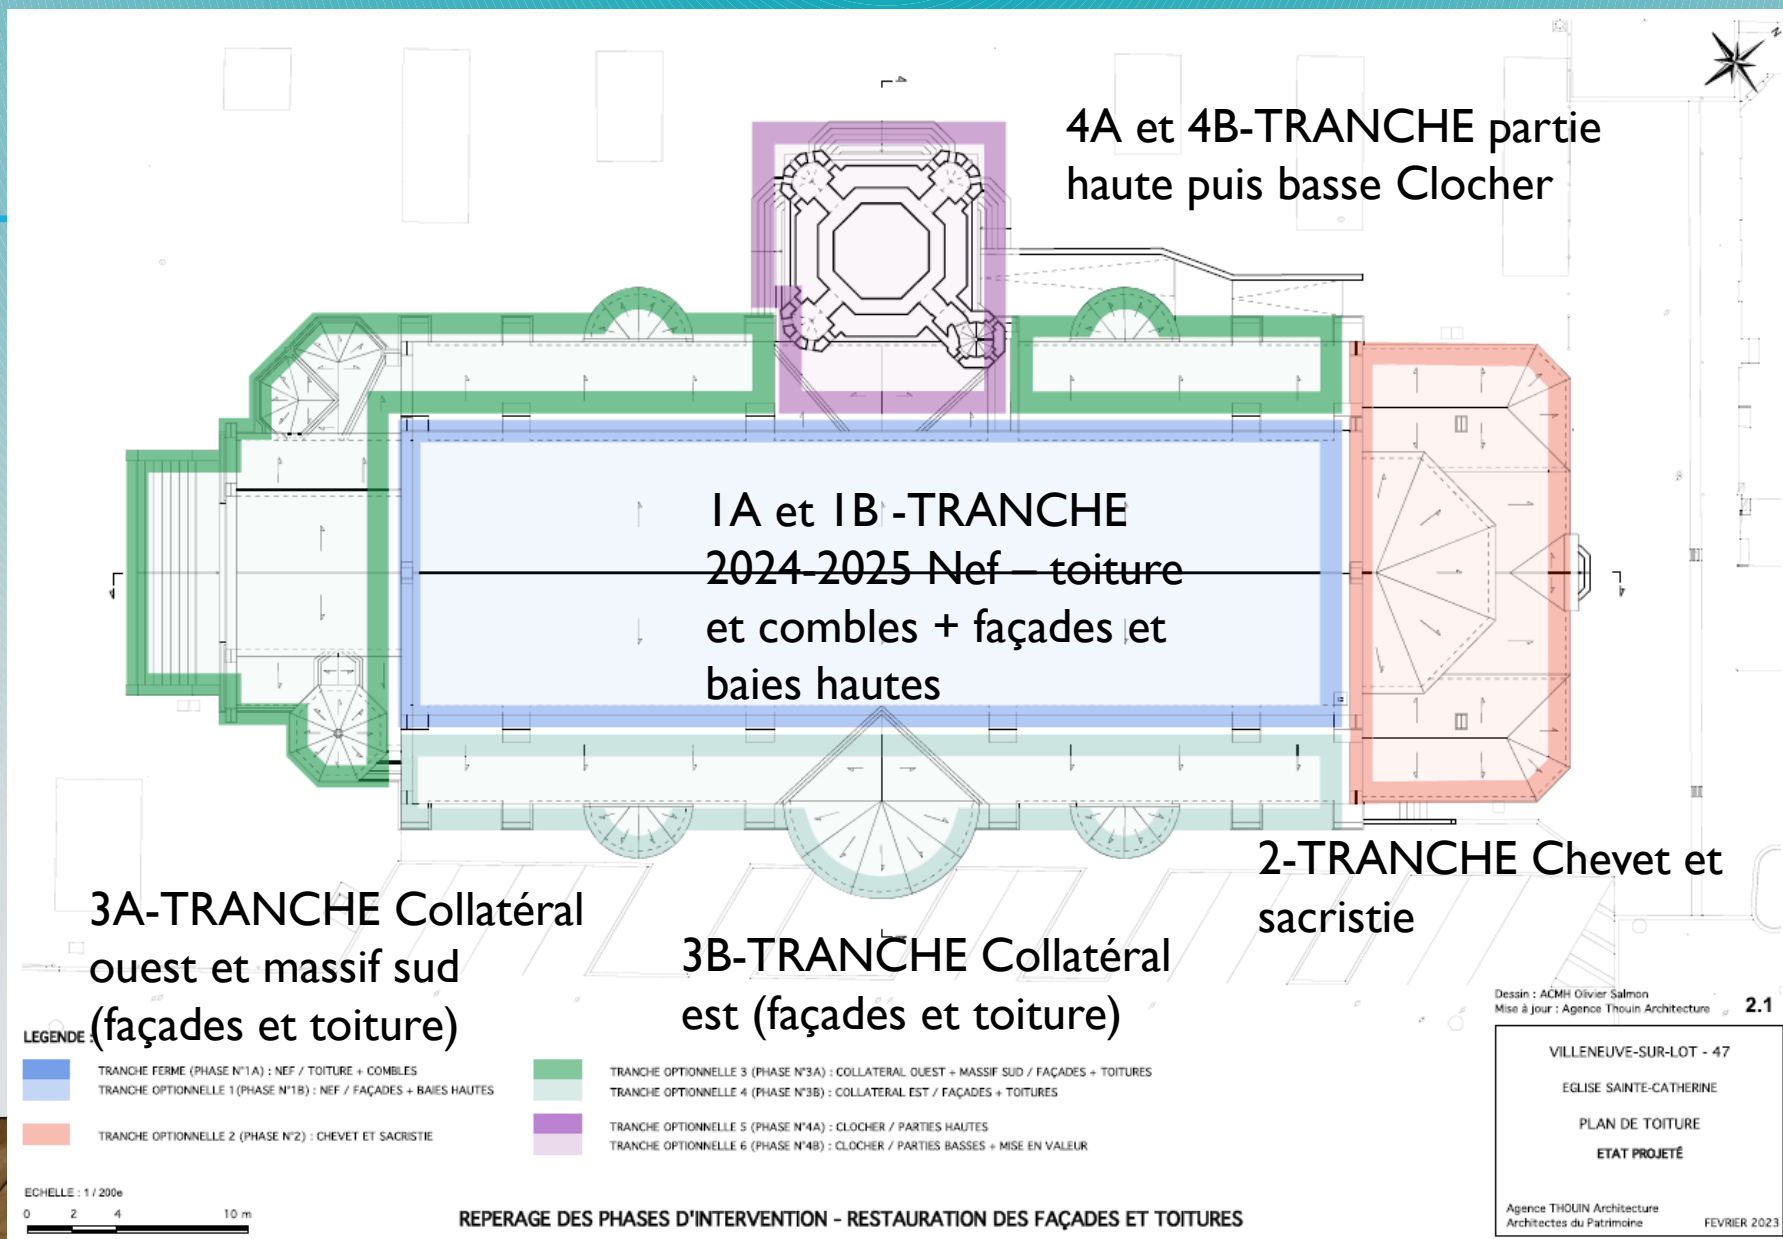 N
4A et 4B-TRANCHE partie
haute puis basse Clocher
1A et 1B -TRANCHE
2024-2025 Nef – toiture
et combles + façades et
baies hautes
2-TRANCHE Chevet et
sacristie
3A-TRANCHE Collatéral
ouest et massif sud
(façades et toiture)
3B-TRANCHE Collatéral
est (façades et toiture)
LEGENDE :
TRANCHE FERME (PHASE N°1A) : NEF / TOITURE + COMBLES
TRANCHE OPTIONNELLE 1(PHASE N°1B) : NEF / FAÇADES + BAIES HAUTES
TRANCHE OPTIONNELLE 2 (PHASE N°2) : CHEVET ET SACRISTIE
TRANCHE OPTIONNELLE 3 (PHASE N°3A) : COLLATERAL OUEST + MASSIF SUD / FAÇADES + TOITURES
TRANCHE OPTIONNELLE 4 (PHASE N°3B) : COLLATERAL EST / FAÇADES + TOITURES
TRANCHE OPTIONNELLE 5 (PHASE N°4A) : CLOCHER / PARTIES HAUTES
TRANCHE OPTIONNELLE 6 (PHASE N°4B) : CLOCHER / PARTIES BASSES + MISE EN VALEUR
ECHELLE : 1 / 200e
0 2 4 10 m
REPERAGE DES PHASES D'INTERVENTION - RESTAURATION DES FAÇADES ET TOITURES
Dessin : ACMH Olivier Salmon
Mise à jour : Agence Thouin Architecture 2.1
VILLENEUVE-SUR-LOT - 47
EGLISE SAINTE-CATHERINE
PLAN DE TOITURE
ETAT PROJETÉ
Agence THOUIN Architecture
Architectes du Patrimoine FEVRIER 2023